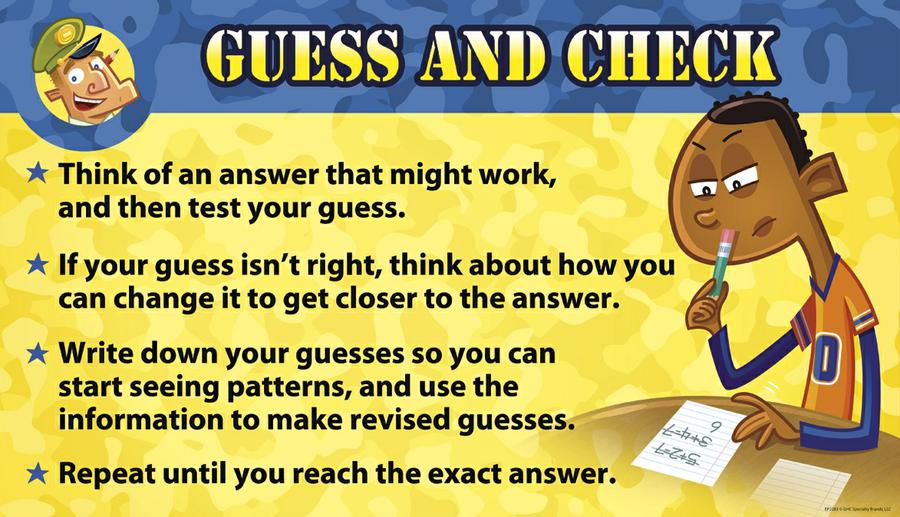 GUESS AND CHECK
Think of an answer that might work,
and then test your guess.
If your guess isn't right, think about how you
can change it to get closer to the answer.
Write down your guesses so you can
start seeing patterns, and use the
information to make revised guesses.
Repeat until you reach the exact answer.
0
5+2=7
3+4=7
6